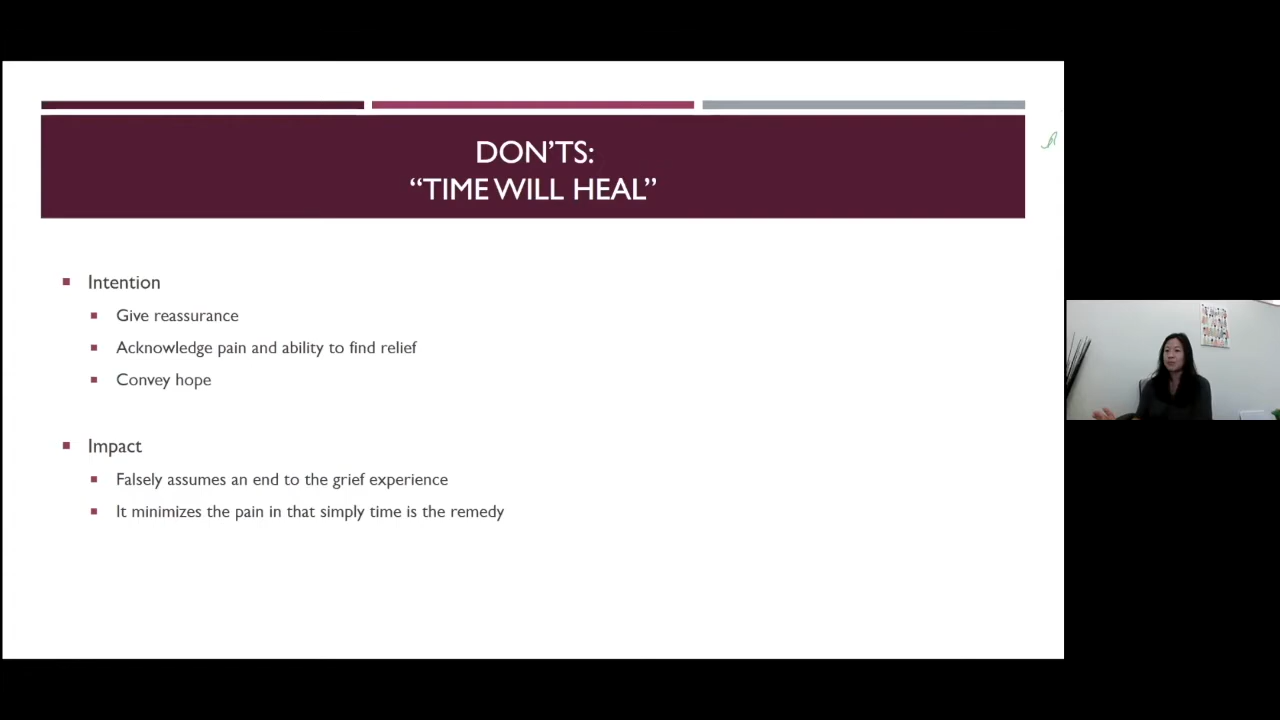 DON'TS:
“TIME WILL HEAL”
Intention
Give reassurance
Acknowledge pain and ability to find relief
Convey hope
Impact
Falsely assumes an end to the grief experience
It minimizes the pain in that simply time is the remedy